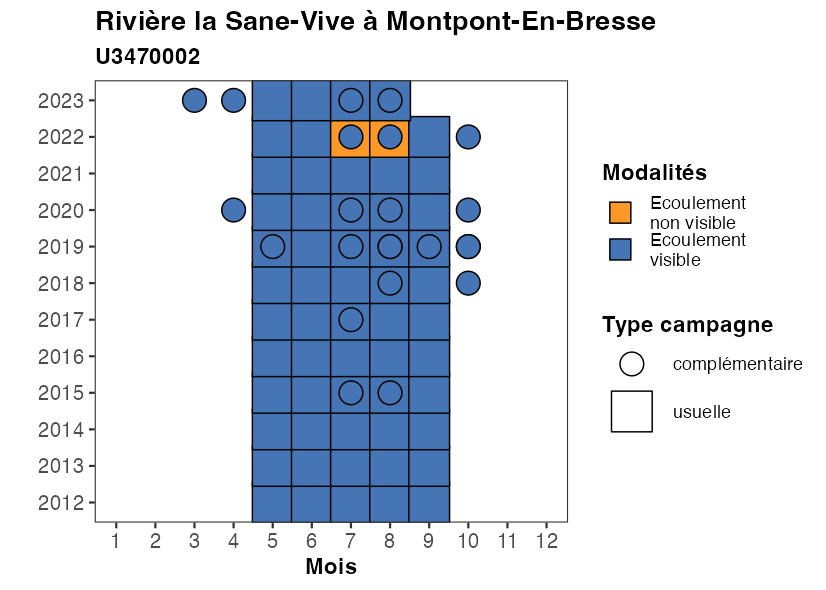 Rivière la Sane-Vive à Montpont-En-Bresse
U3470002
2023
2022
2021
2020
2019
2018
2017
2016
2015
2014
2013
2012
1 2 3 4 5 6 7 8 9 10 11 12
Mois
Modalités
Ecoulement
non visible
Ecoulement
visible
Type campagne
complémentaire
usuelle